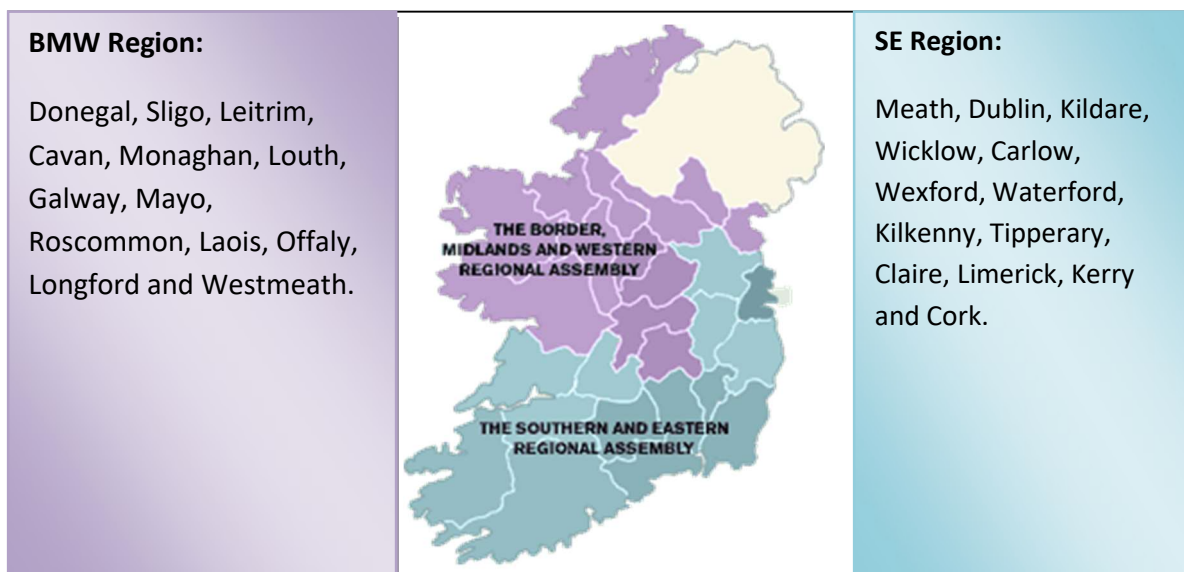 BMW Region:
Donegal, Sligo, Leitrim,
Cavan, Monaghan, Louth,
Galway, Mayo,
Roscommon, Laois, Offaly,
Longford and Westmeath.
THE BORDER,
MIDLANDS AND WESTERN
REGIONAL ASSEMBLY
THE SOUTHERN AND EASTERN
REGIONAL ASSEMBLY
SE Region:
Meath, Dublin, Kildare,
Wicklow, Carlow,
Wexford, Waterford,
Kilkenny, Tipperary,
Claire, Limerick, Kerry
and Cork.